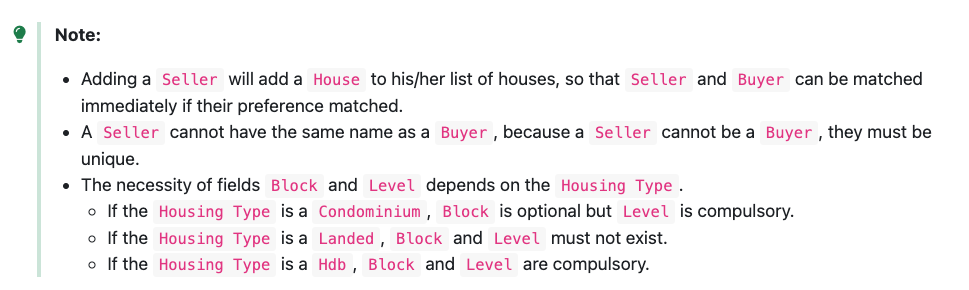 Note:
• Adding a Seller will add a House to his/her list of houses, so that Seller and Buyer can be matched
immediately if their preference matched.
• A Seller cannot have the same name as a Buyer, because a Seller cannot be a Buyer, they must be
unique.
• The necessity of fields Block and Level depends on the Housing Type.
○ If the Housing Type is a Condominium, Block is optional but Level is compulsory.
○ If the Housing Type is a Landed, Block and Level must not exist.
○ If the Housing Type is a Hdb, Block and Level are compulsory.